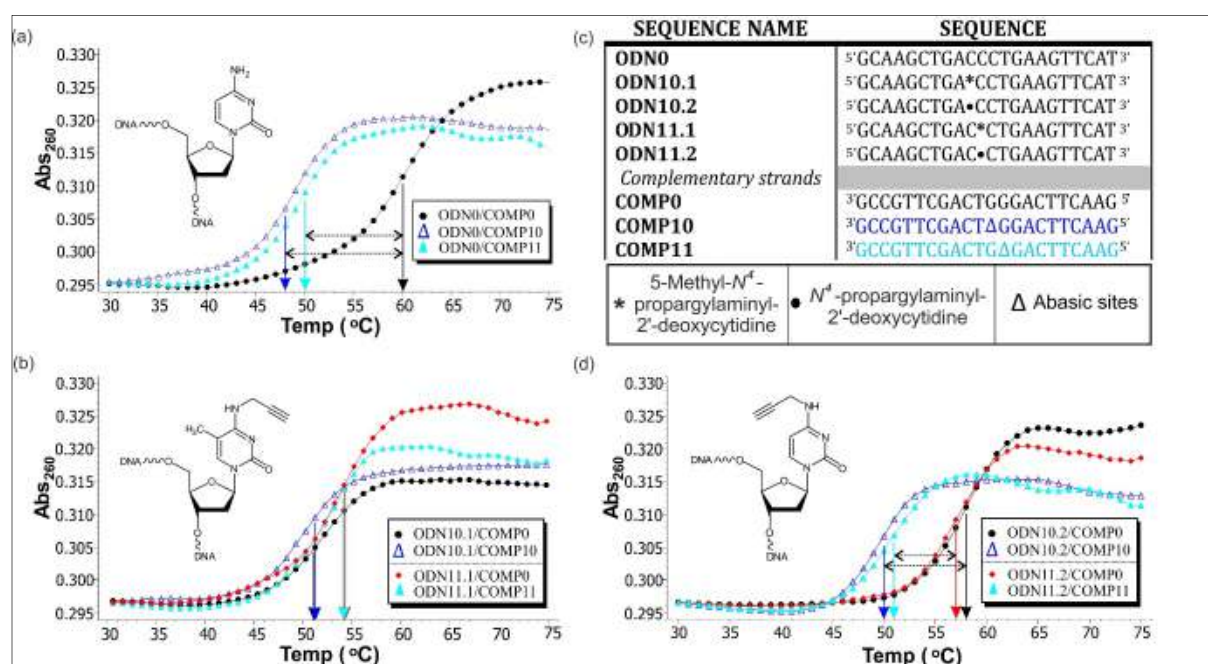 (a)
0.330
0.325
0.320
0.315
0.310
0.305
0.300
0.295
Abs260
NH2
N
N
O
DNA
O
O
O
DNA
ODN0/COMP0
ODN0/COMP10
ODN0/COMP11
30 35 40 45 50 55 60 65 70 75
Temp (°C)
(c)
SEQUENCE NAME SEQUENCE
ODN0 5'GCAAGCTGACCCTGAAGTTCAT3'
ODN10.1 5'GCAAGCTGA*CCTGAAGTTCAT3'
ODN10.2 5'GCAAGCTGA•CCTGAAGTTCAT3'
ODN11.1 5'GCAAGCTGAC*CTGAAGTTCAT3'
ODN11.2 5'GCAAGCTGAC•CTGAAGTTCAT3'
Complementary strands
COMP0 3'GCCGTTCGACTGGGACTTCAAG5'
COMP10 3'GCCGTTCGACTΔGGACTTCAAG5'
COMP11 3'GCCGTTCGACTGΔGACTTCAAG5'
* 5-Methyl-N4-
propargylaminyl-
2'-deoxycytidine
• N4-propargylaminyl-
2'-deoxycytidine
Δ Abasic sites
(b)
0.330
0.325
0.320
0.315
0.310
0.305
0.300
0.295
Abs260
HN
H3C
N
N
O
DNA
O
O
O
DNA
ODN10.1/COMP0
ODN10.1/COMP10
ODN11.1/COMP0
ODN11.1/COMP11
30 35 40 45 50 55 60 65 70 75
Temp (°C)
(d)
0.330
0.325
0.320
0.315
0.310
0.305
0.300
0.295
Abs260
NH
N
N
O
DNA
O
O
O
DNA
ODN10.2/COMP0
ODN10.2/COMP10
ODN11.2/COMP0
ODN11.2/COMP11
30 35 40 45 50 55 60 65 70 75
Temp (°C)